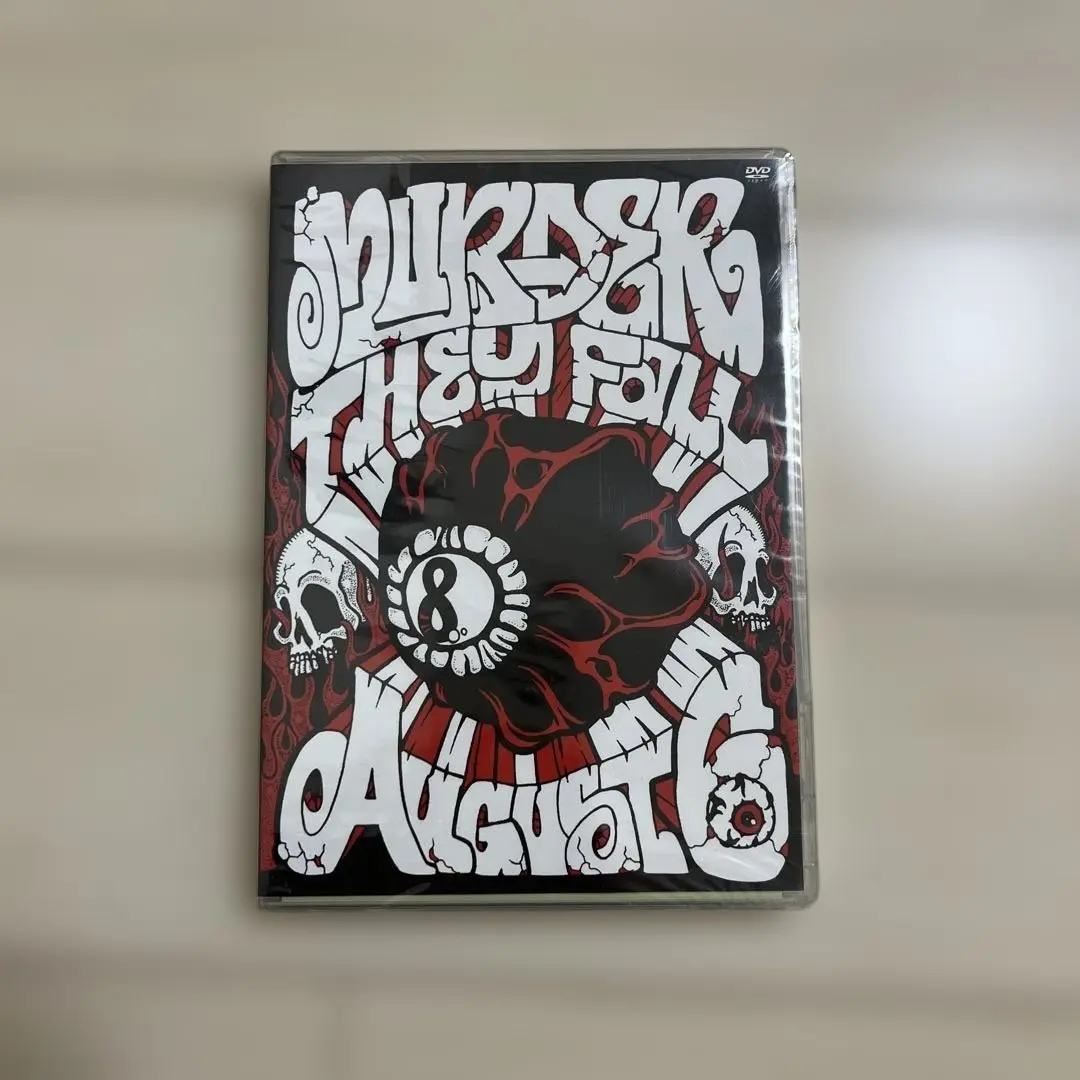 DVD
MURDER
THEY FALL
8
AUGUST 6